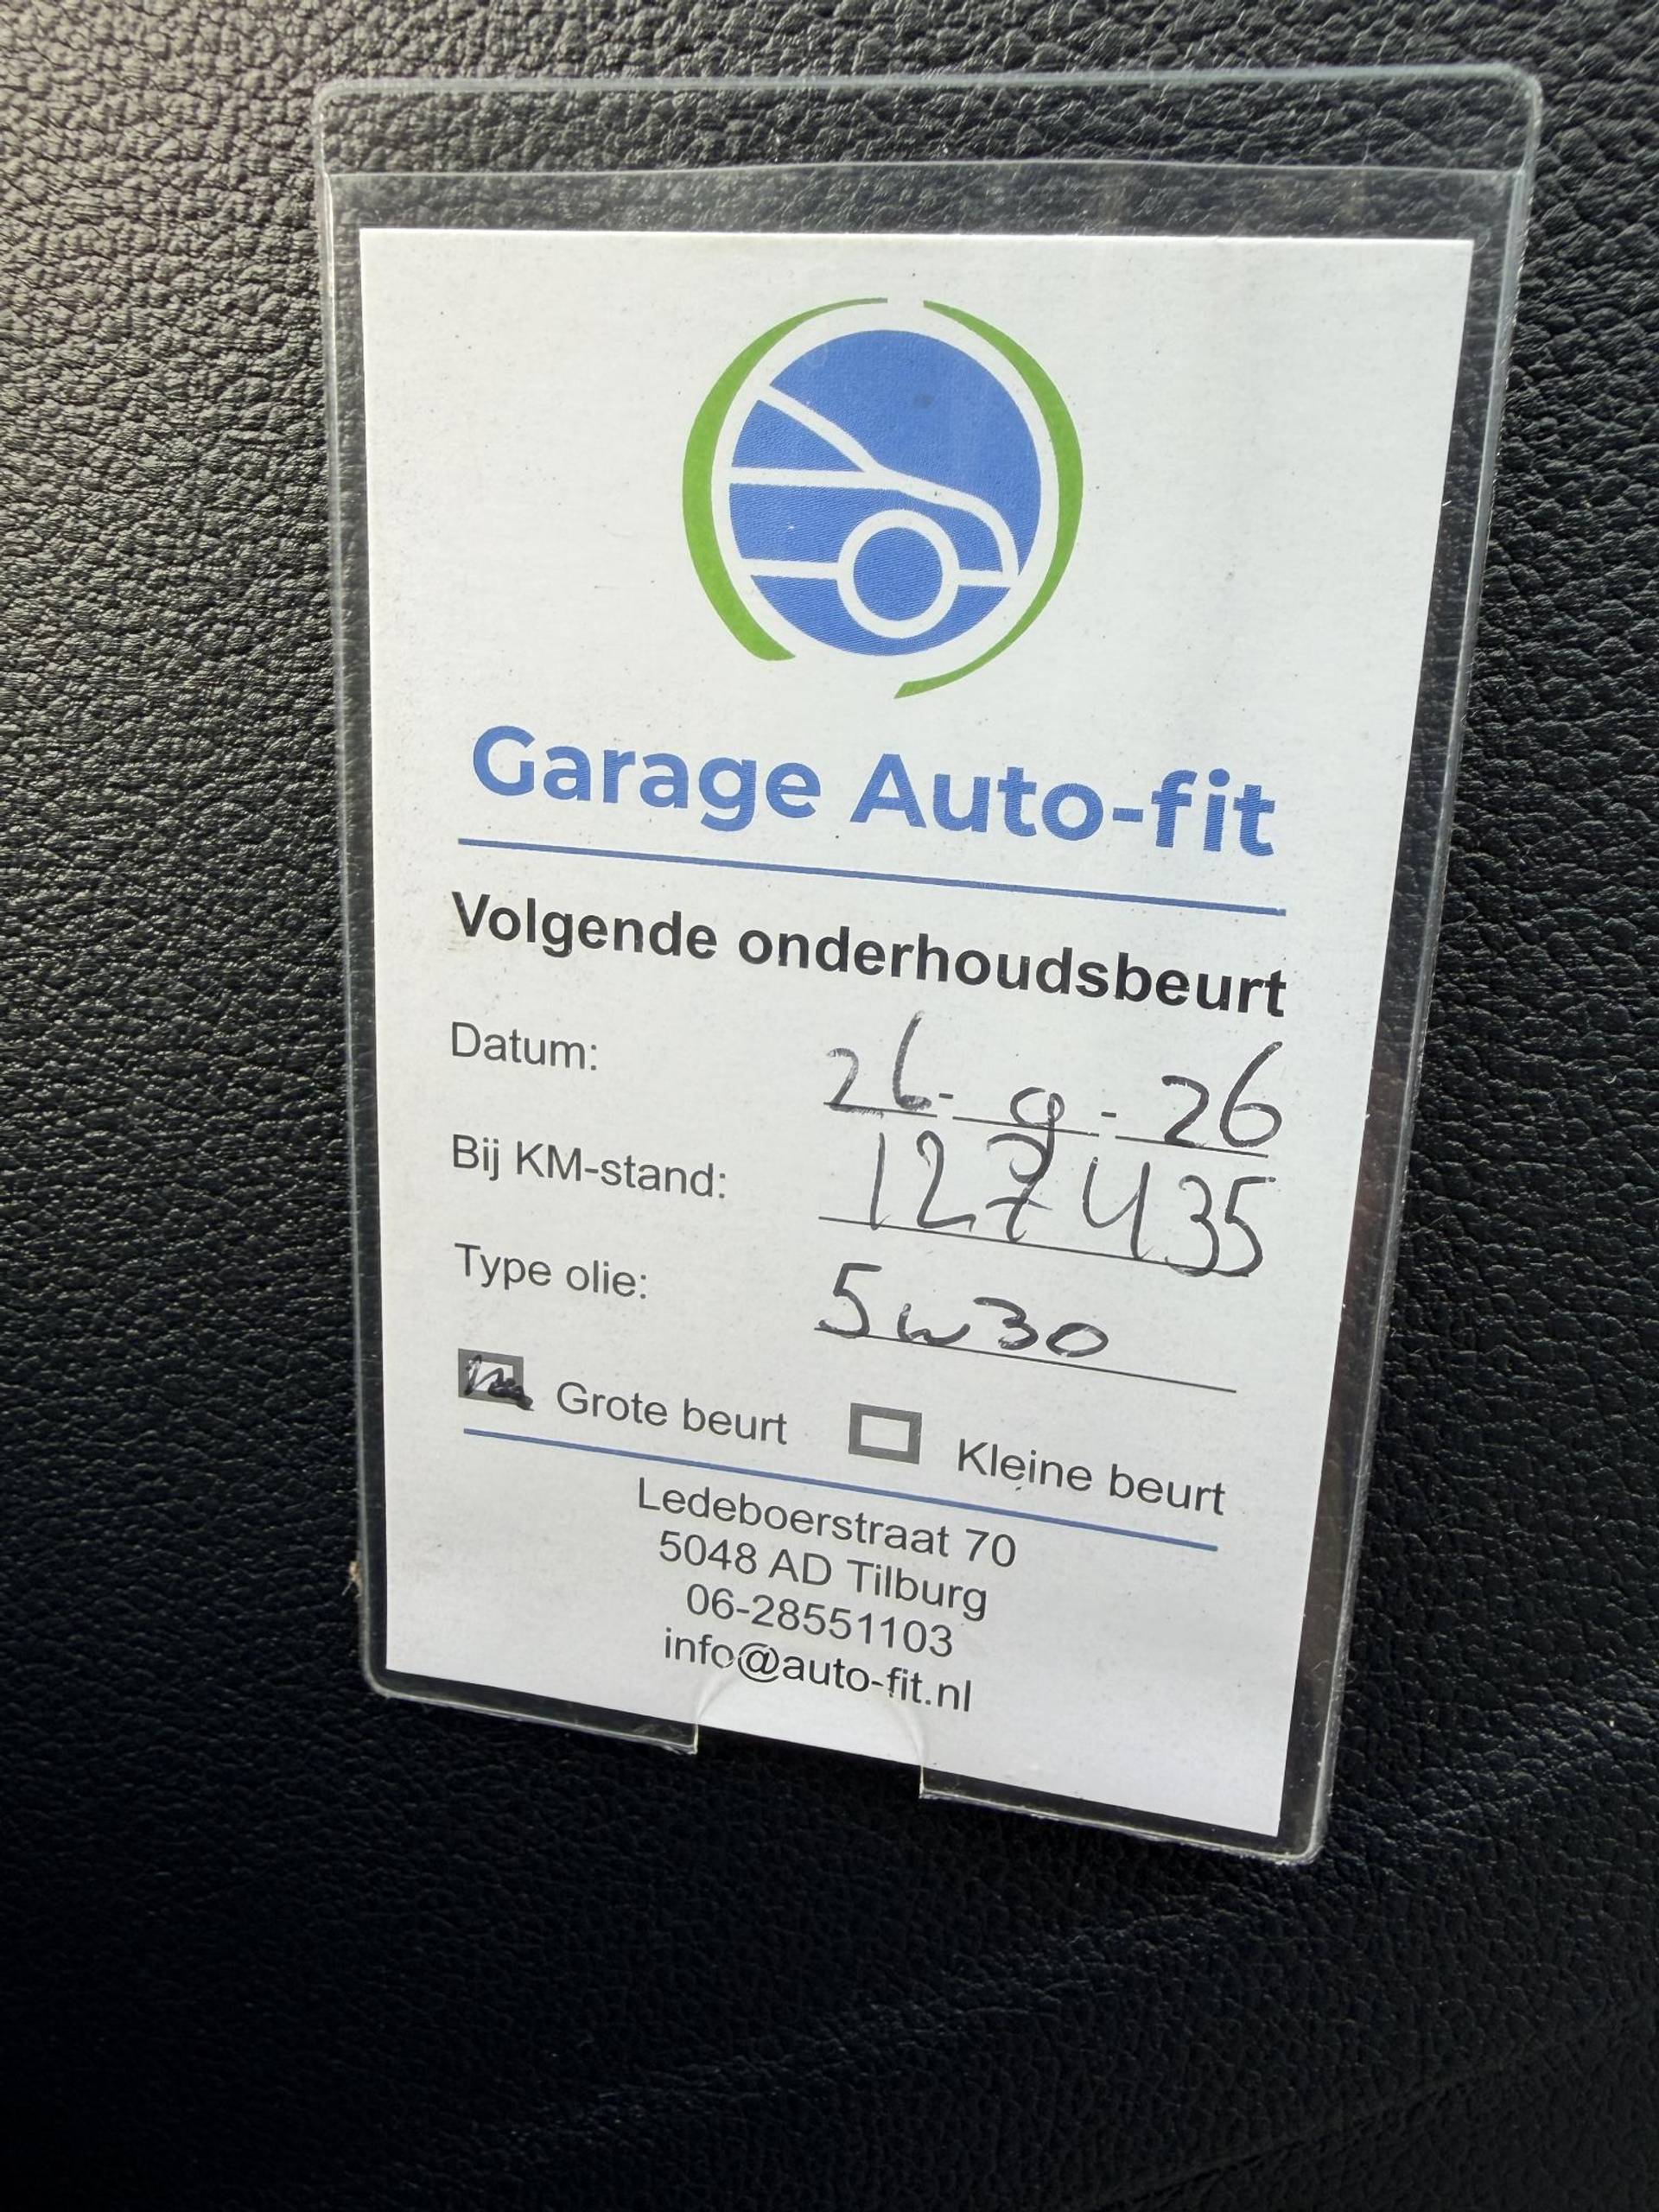 Garage Auto-fit
Volgende onderhoudsbeurt
Datum: 26-9-26
Bij KM-stand: 127435
Type olie: 5w30
Grote beurt Kleine beurt
Ledeboerstraat 70
5048 AD Tilburg
06-28551103
info@auto-fit.nl